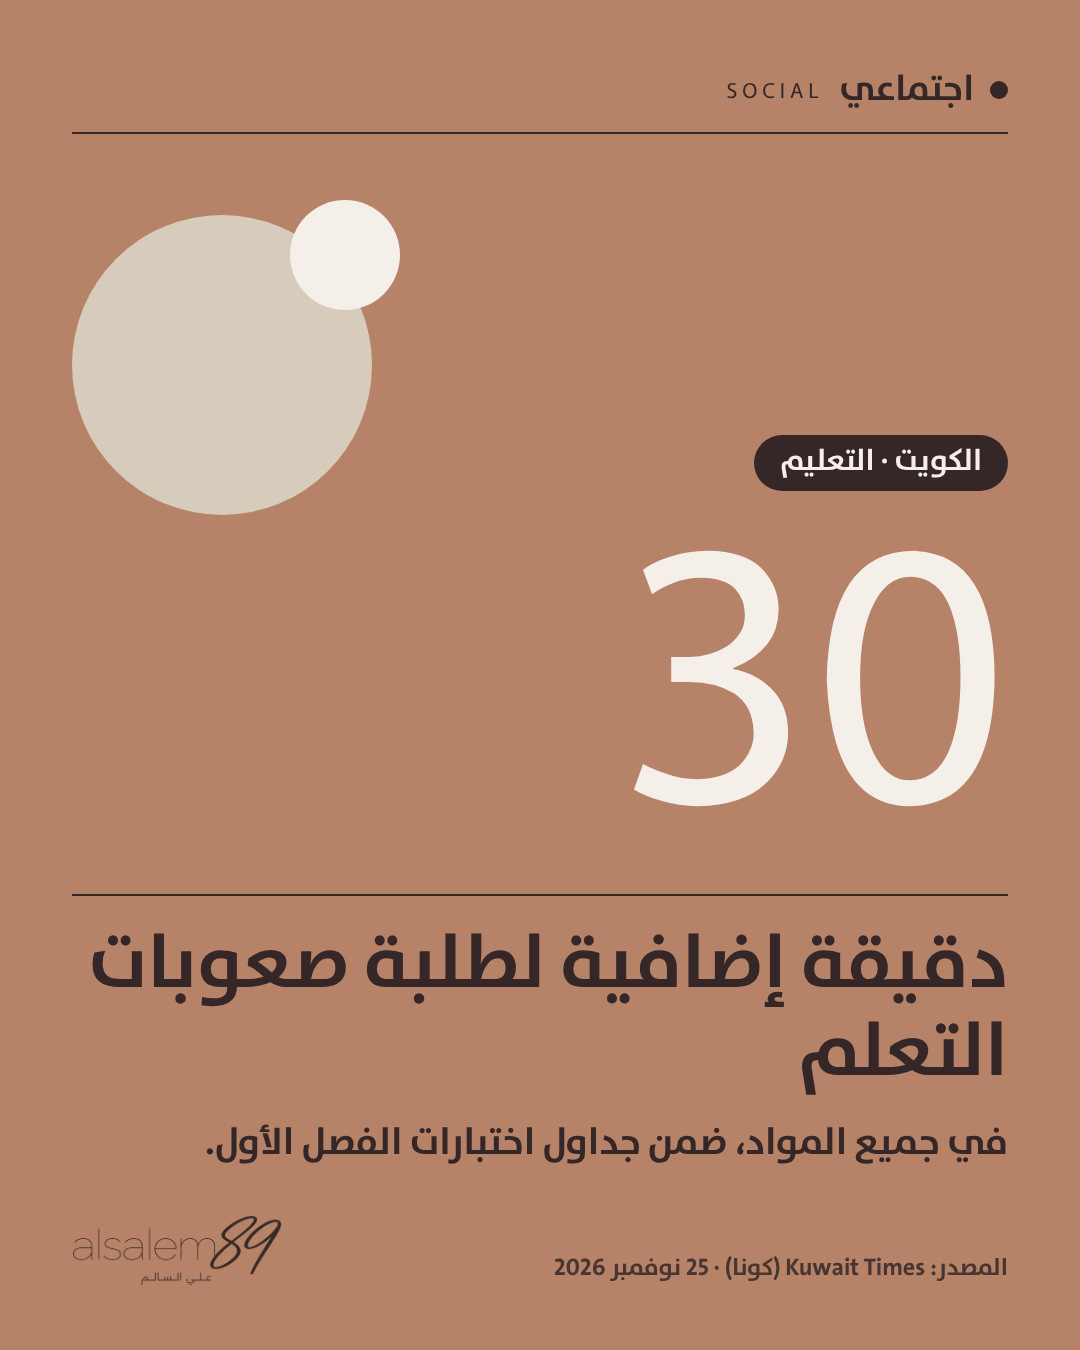 اجتماعي SOCIAL
الكويت · التعليم
30
دقيقة إضافية لطلبة صعوبات
التعلم
في جميع المواد، ضمن جداول اختبارات الفصل الأول.
المصدر: Kuwait Times (كونا) · 25 نوفمبر 2026
alsalem89
علي السالم